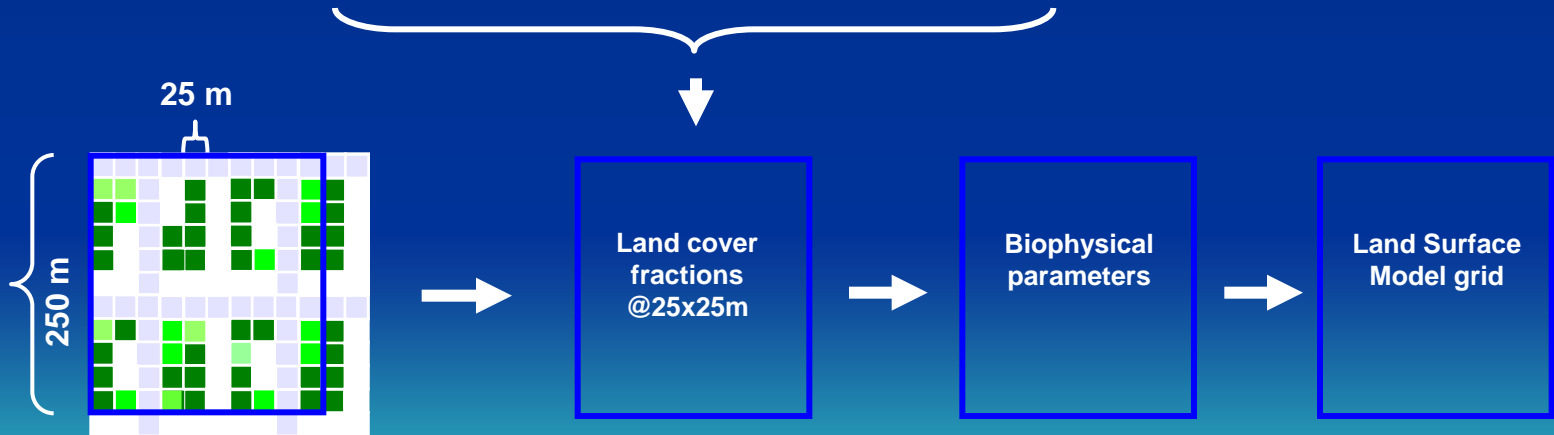 25 m
250 m
Land cover
fractions
@25x25m
Biophysical
parameters
Land Surface
Model grid